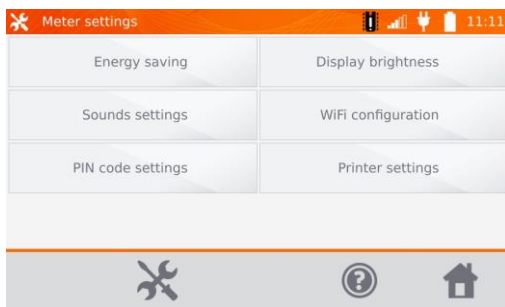 Meter settings 11:11
Energy saving Display brightness
Sounds settings WiFi configuration
PIN code settings Printer settings
?